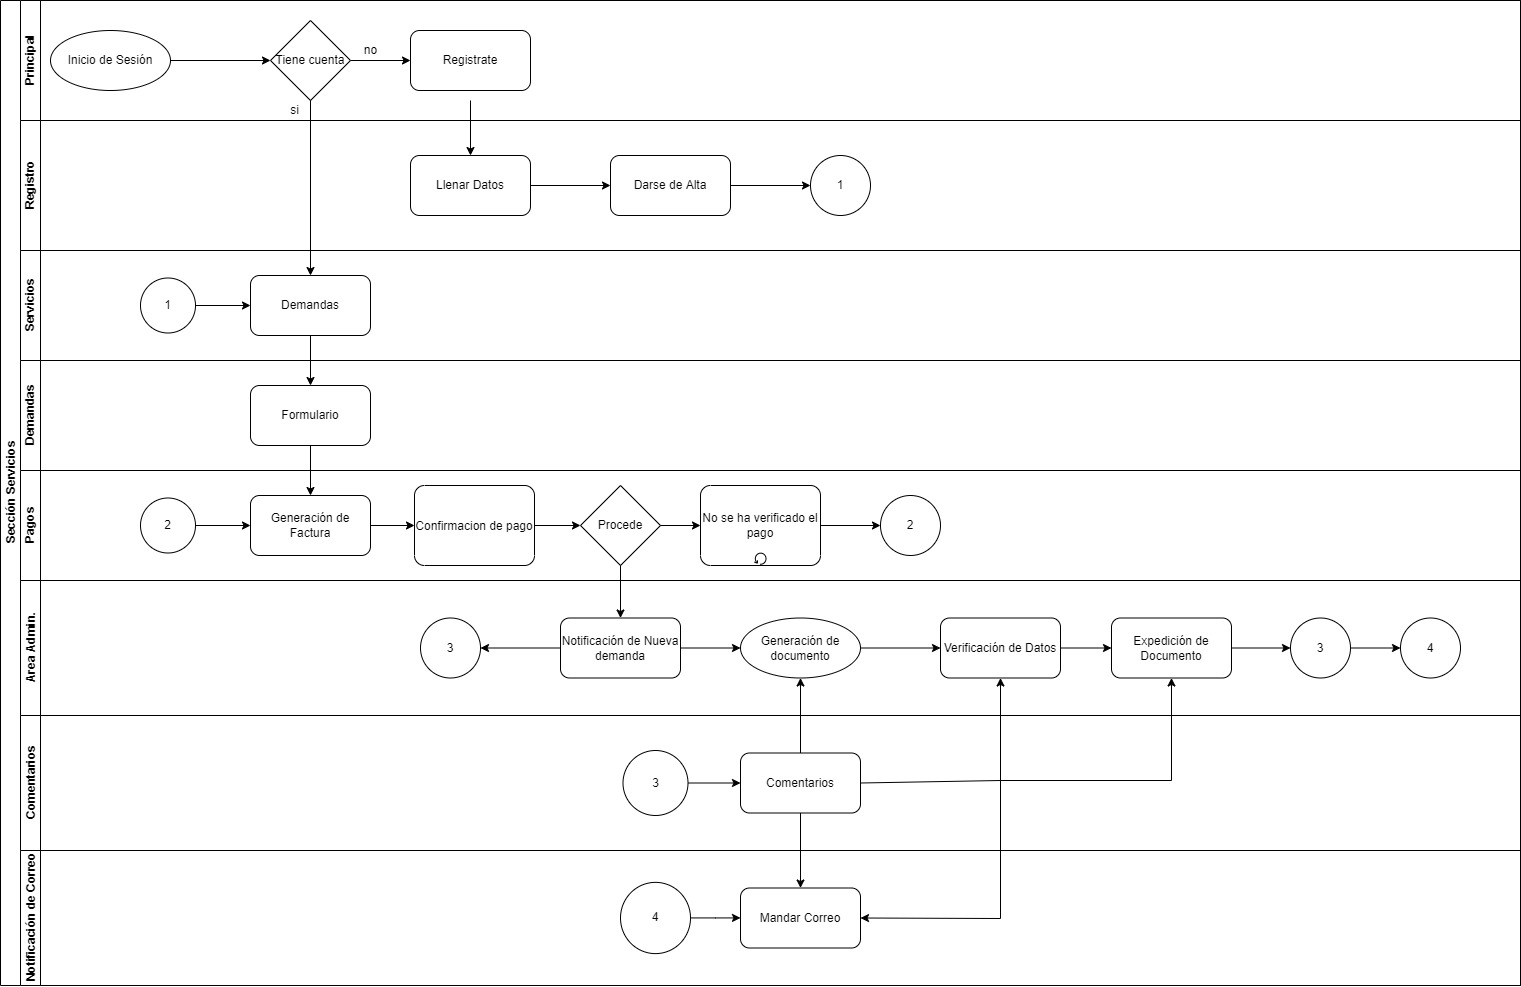 Sección Servicios
Principal
Inicio de Sesión
Tiene cuenta
no
Registrate
si
Registro
Llenar Datos
Darse de Alta
1
Servicios
1
Demandas
Demandas
Formulario
Pagos
2
Generación de
Factura
Confirmacion de pago
Procede
No se ha verificado el
pago
2
Area Admin.
3
Notificación de Nueva
demanda
Generación de
documento
Verificación de Datos
Expedición de
Documento
3
4
Comentarios
3
Comentarios
Notificación de Correo
4
Mandar Correo